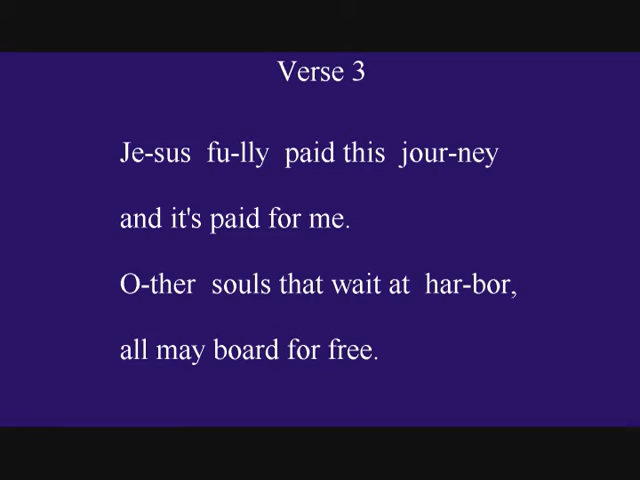 Verse 3
Je-sus fu-lly paid this jour-ney
and it's paid for me.
O-ther souls that wait at har-bor,
all may board for free.